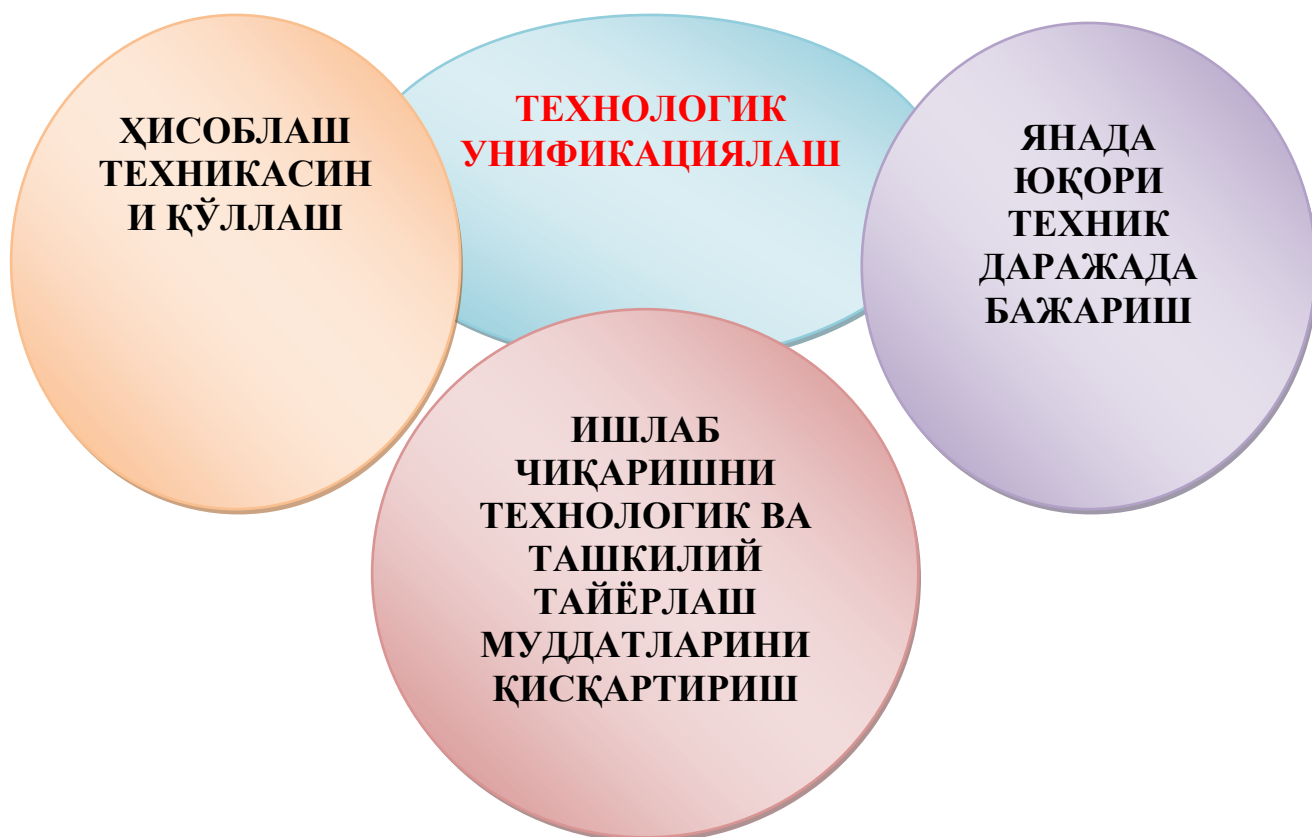 ҲИСОБЛАШ
ТЕХНИКАСИН
И ҚЎЛЛАШ
ТЕХНОЛОГИК
УНИФИКАЦИЯЛАШ
ЯНАДА
ЮҚОРИ
ТЕХНИК
ДАРАЖАДА
БАЖАРИШ
ИШЛАБ
ЧИҚАРИШНИ
ТЕХНОЛОГИК ВА
ТАШКИЛИЙ
ТАЙЁРЛАШ
МУДДАТЛАРИНИ
ҚИСҚАРТИРИШ